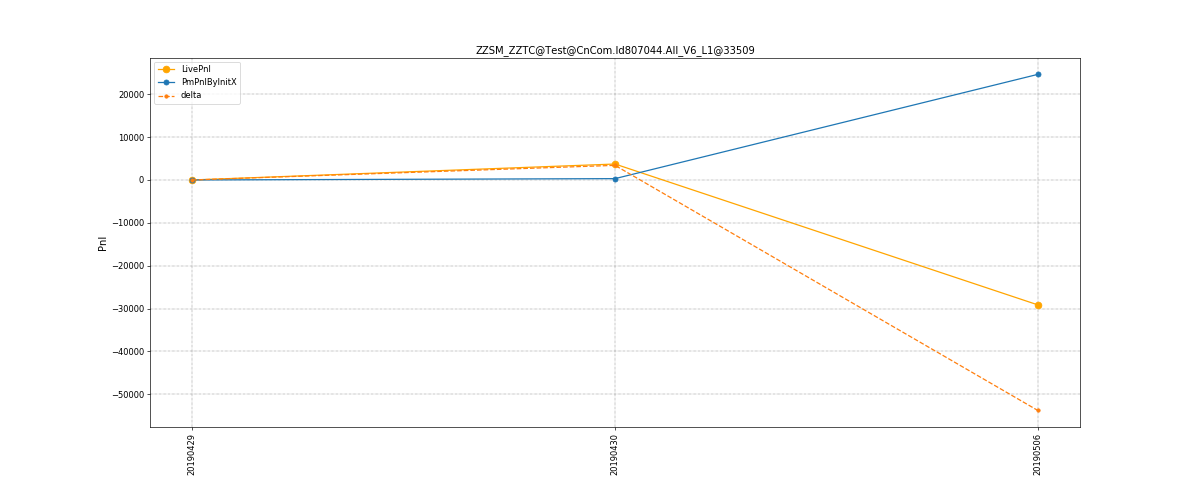 ZZSM_ZZTC@Test@CnCom.Id807044.All_V6_L1@33509
LivePnl
PmPnlByInitX
delta
20000
10000
0
−10000
−20000
−30000
−40000
−50000
Pnl
20190429
20190430
20190506